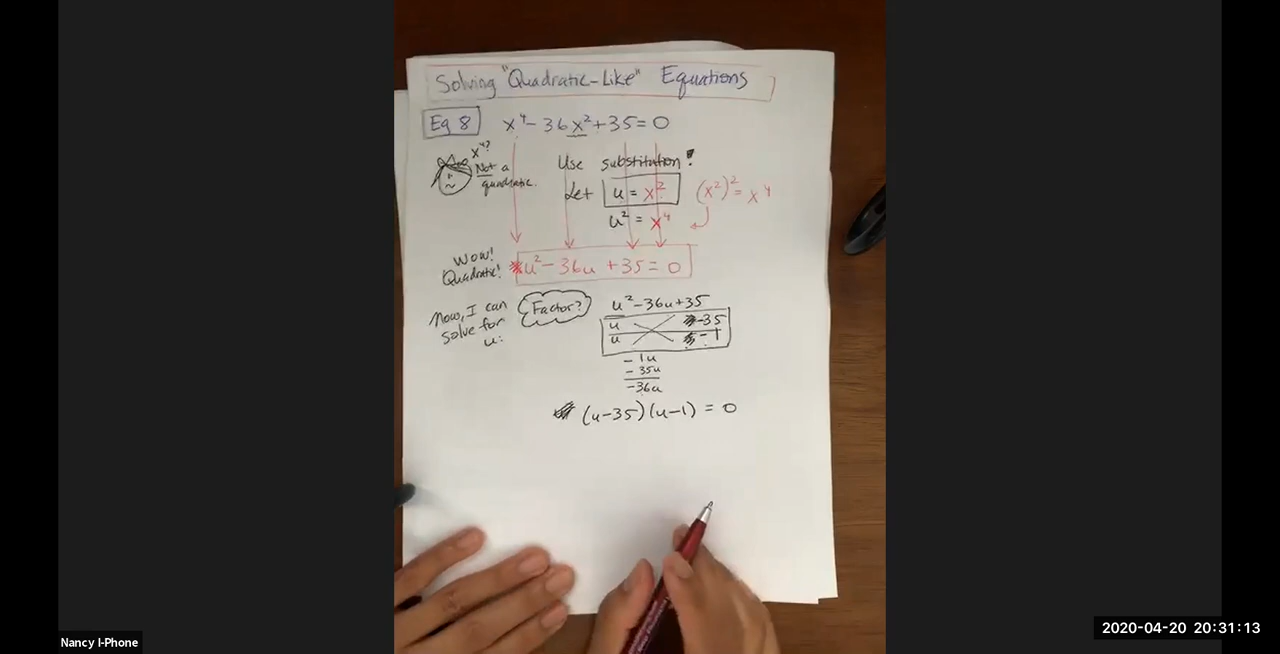 Solving "Quadratic-Like" Equations
Eg 8 x⁴ - 36x² + 35 = 0
x⁴?
Not a
quadratic.
Use substitution!
Let u = x² (x²)² = x⁴
u² = x⁴
Wow!
Quadratic!
u² - 36u + 35 = 0
Now, I can
solve for
u:
Factor?
u² - 36u + 35
u -35
u -1
- 1u
- 35u
-36u
(u-35)(u-1) = 0
Nancy I-Phone
2020-04-20 20:31:13